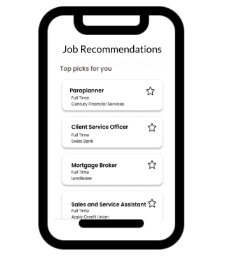 Job Recommendations
Top picks for you
Paraplanner
Full Time
Century Financial Services
Client Service Officer
Full Time
Swiss Bank
Mortgage Broker
Full Time
Lendlease
Sales and Service Assistant
Full Time
Apply Credit Union